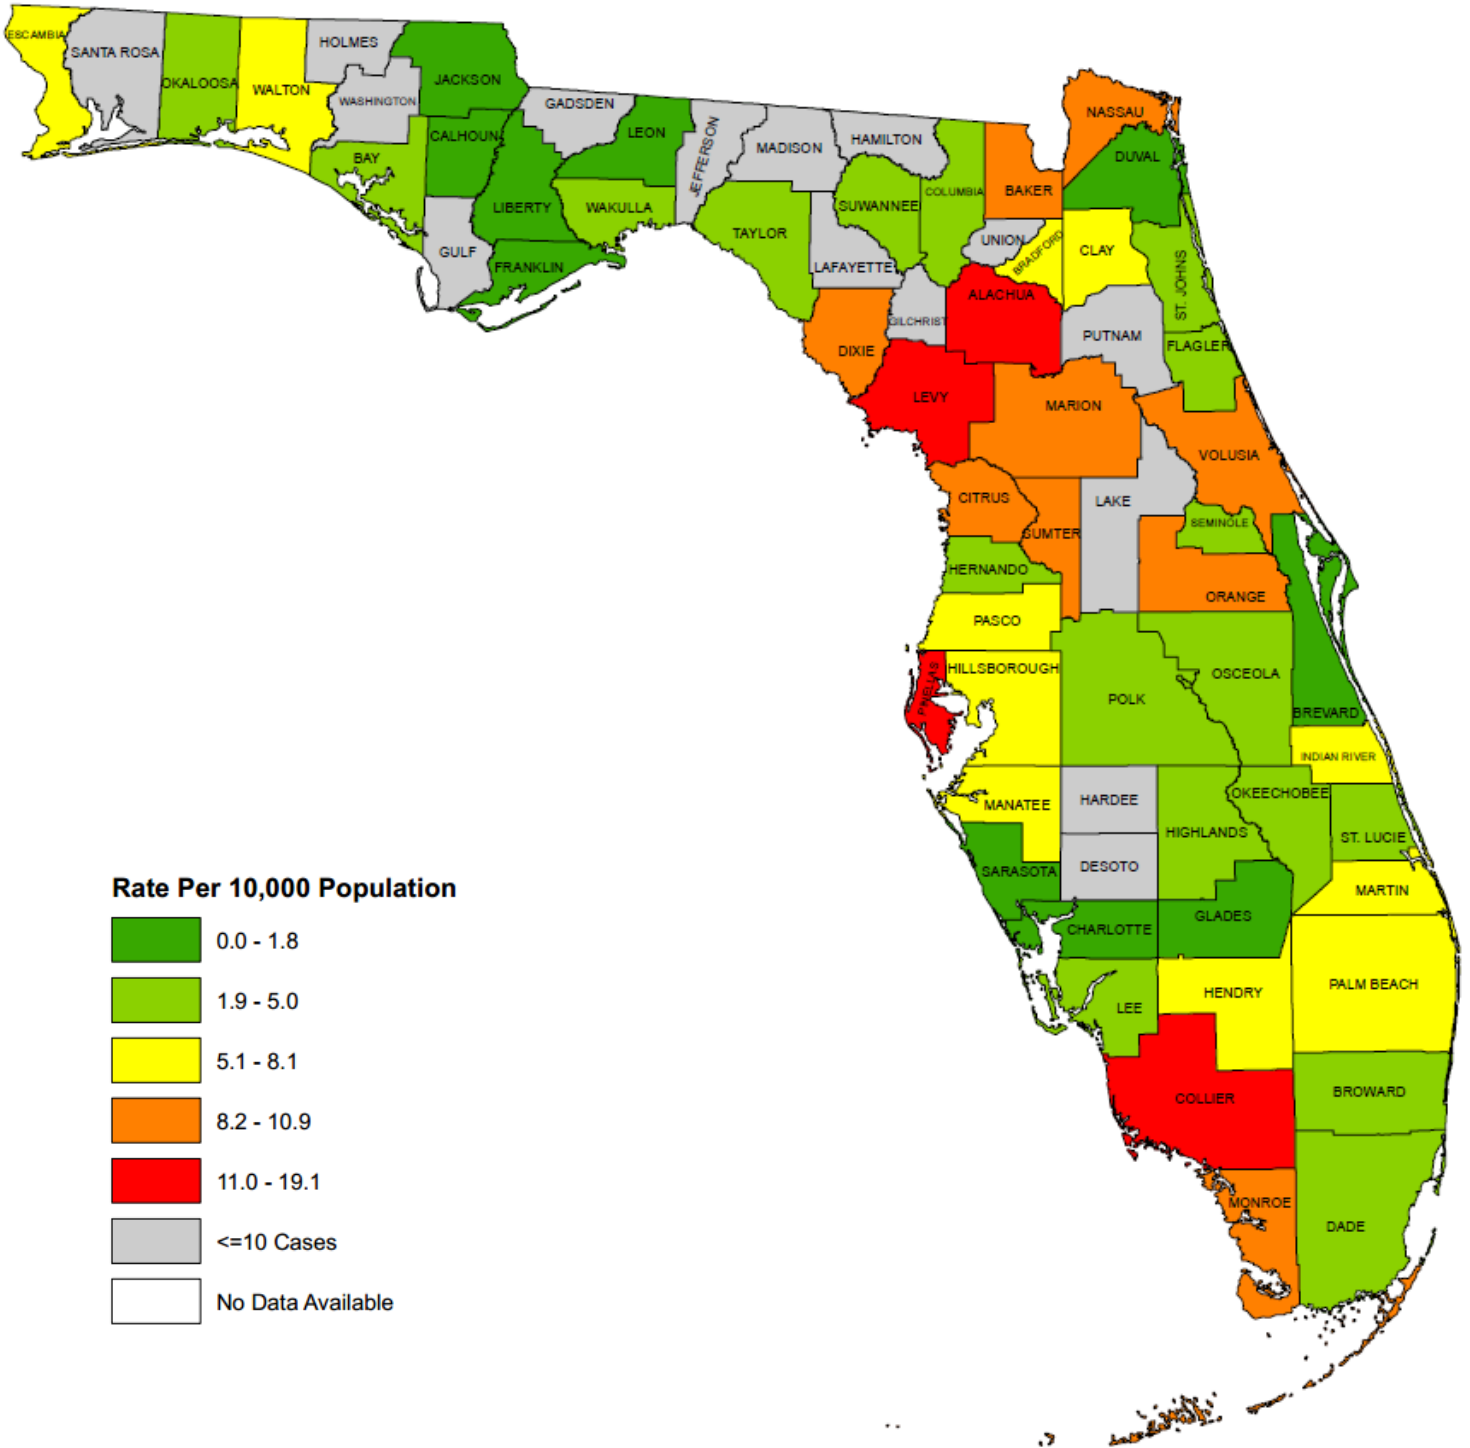 ESCAMBIA
SANTA ROSA
OKALOOSA
WALTON
HOLMES
WASHINGTON
JACKSON
BAY
CALHOUN
GULF
LIBERTY
FRANKLIN
GADSDEN
LEON
WAKULLA
JEFFERSON
MADISON
TAYLOR
HAMILTON
SUWANNEE
LAFAYETTE
COLUMBIA
BAKER
NASSAU
DUVAL
UNION
BRADFORD
CLAY
ST. JOHNS
DIXIE
GILCHRIST
ALACHUA
PUTNAM
FLAGLER
LEVY
MARION
VOLUSIA
CITRUS
SUMTER
LAKE
SEMINOLE
HERNANDO
ORANGE
PASCO
PINELLAS
HILLSBOROUGH
POLK
OSCEOLA
BREVARD
INDIAN RIVER
MANATEE
HARDEE
HIGHLANDS
OKEECHOBEE
ST. LUCIE
SARASOTA
DESOTO
MARTIN
CHARLOTTE
GLADES
LEE
HENDRY
PALM BEACH
COLLIER
BROWARD
MONROE
DADE
Rate Per 10,000 Population
0.0 - 1.8
1.9 - 5.0
5.1 - 8.1
8.2 - 10.9
11.0 - 19.1
<=10 Cases
No Data Available